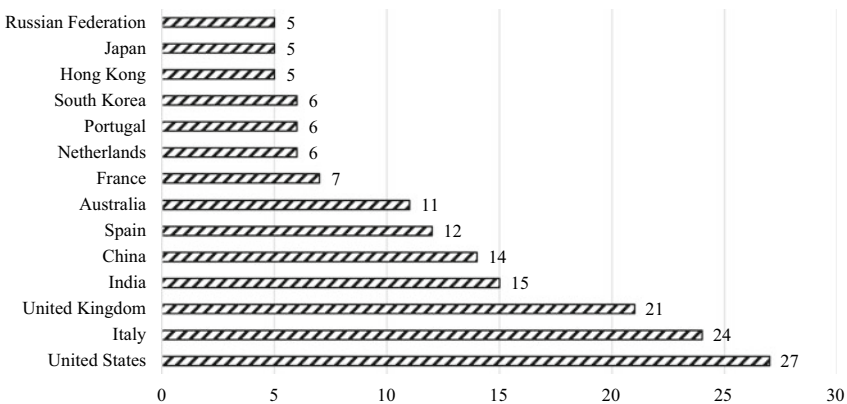 Russian Federation 5
Japan 5
Hong Kong 5
South Korea 6
Portugal 6
Netherlands 6
France 7
Australia 11
Spain 12
China 14
India 15
United Kingdom 21
Italy 24
United States 27
0 5 10 15 20 25 30